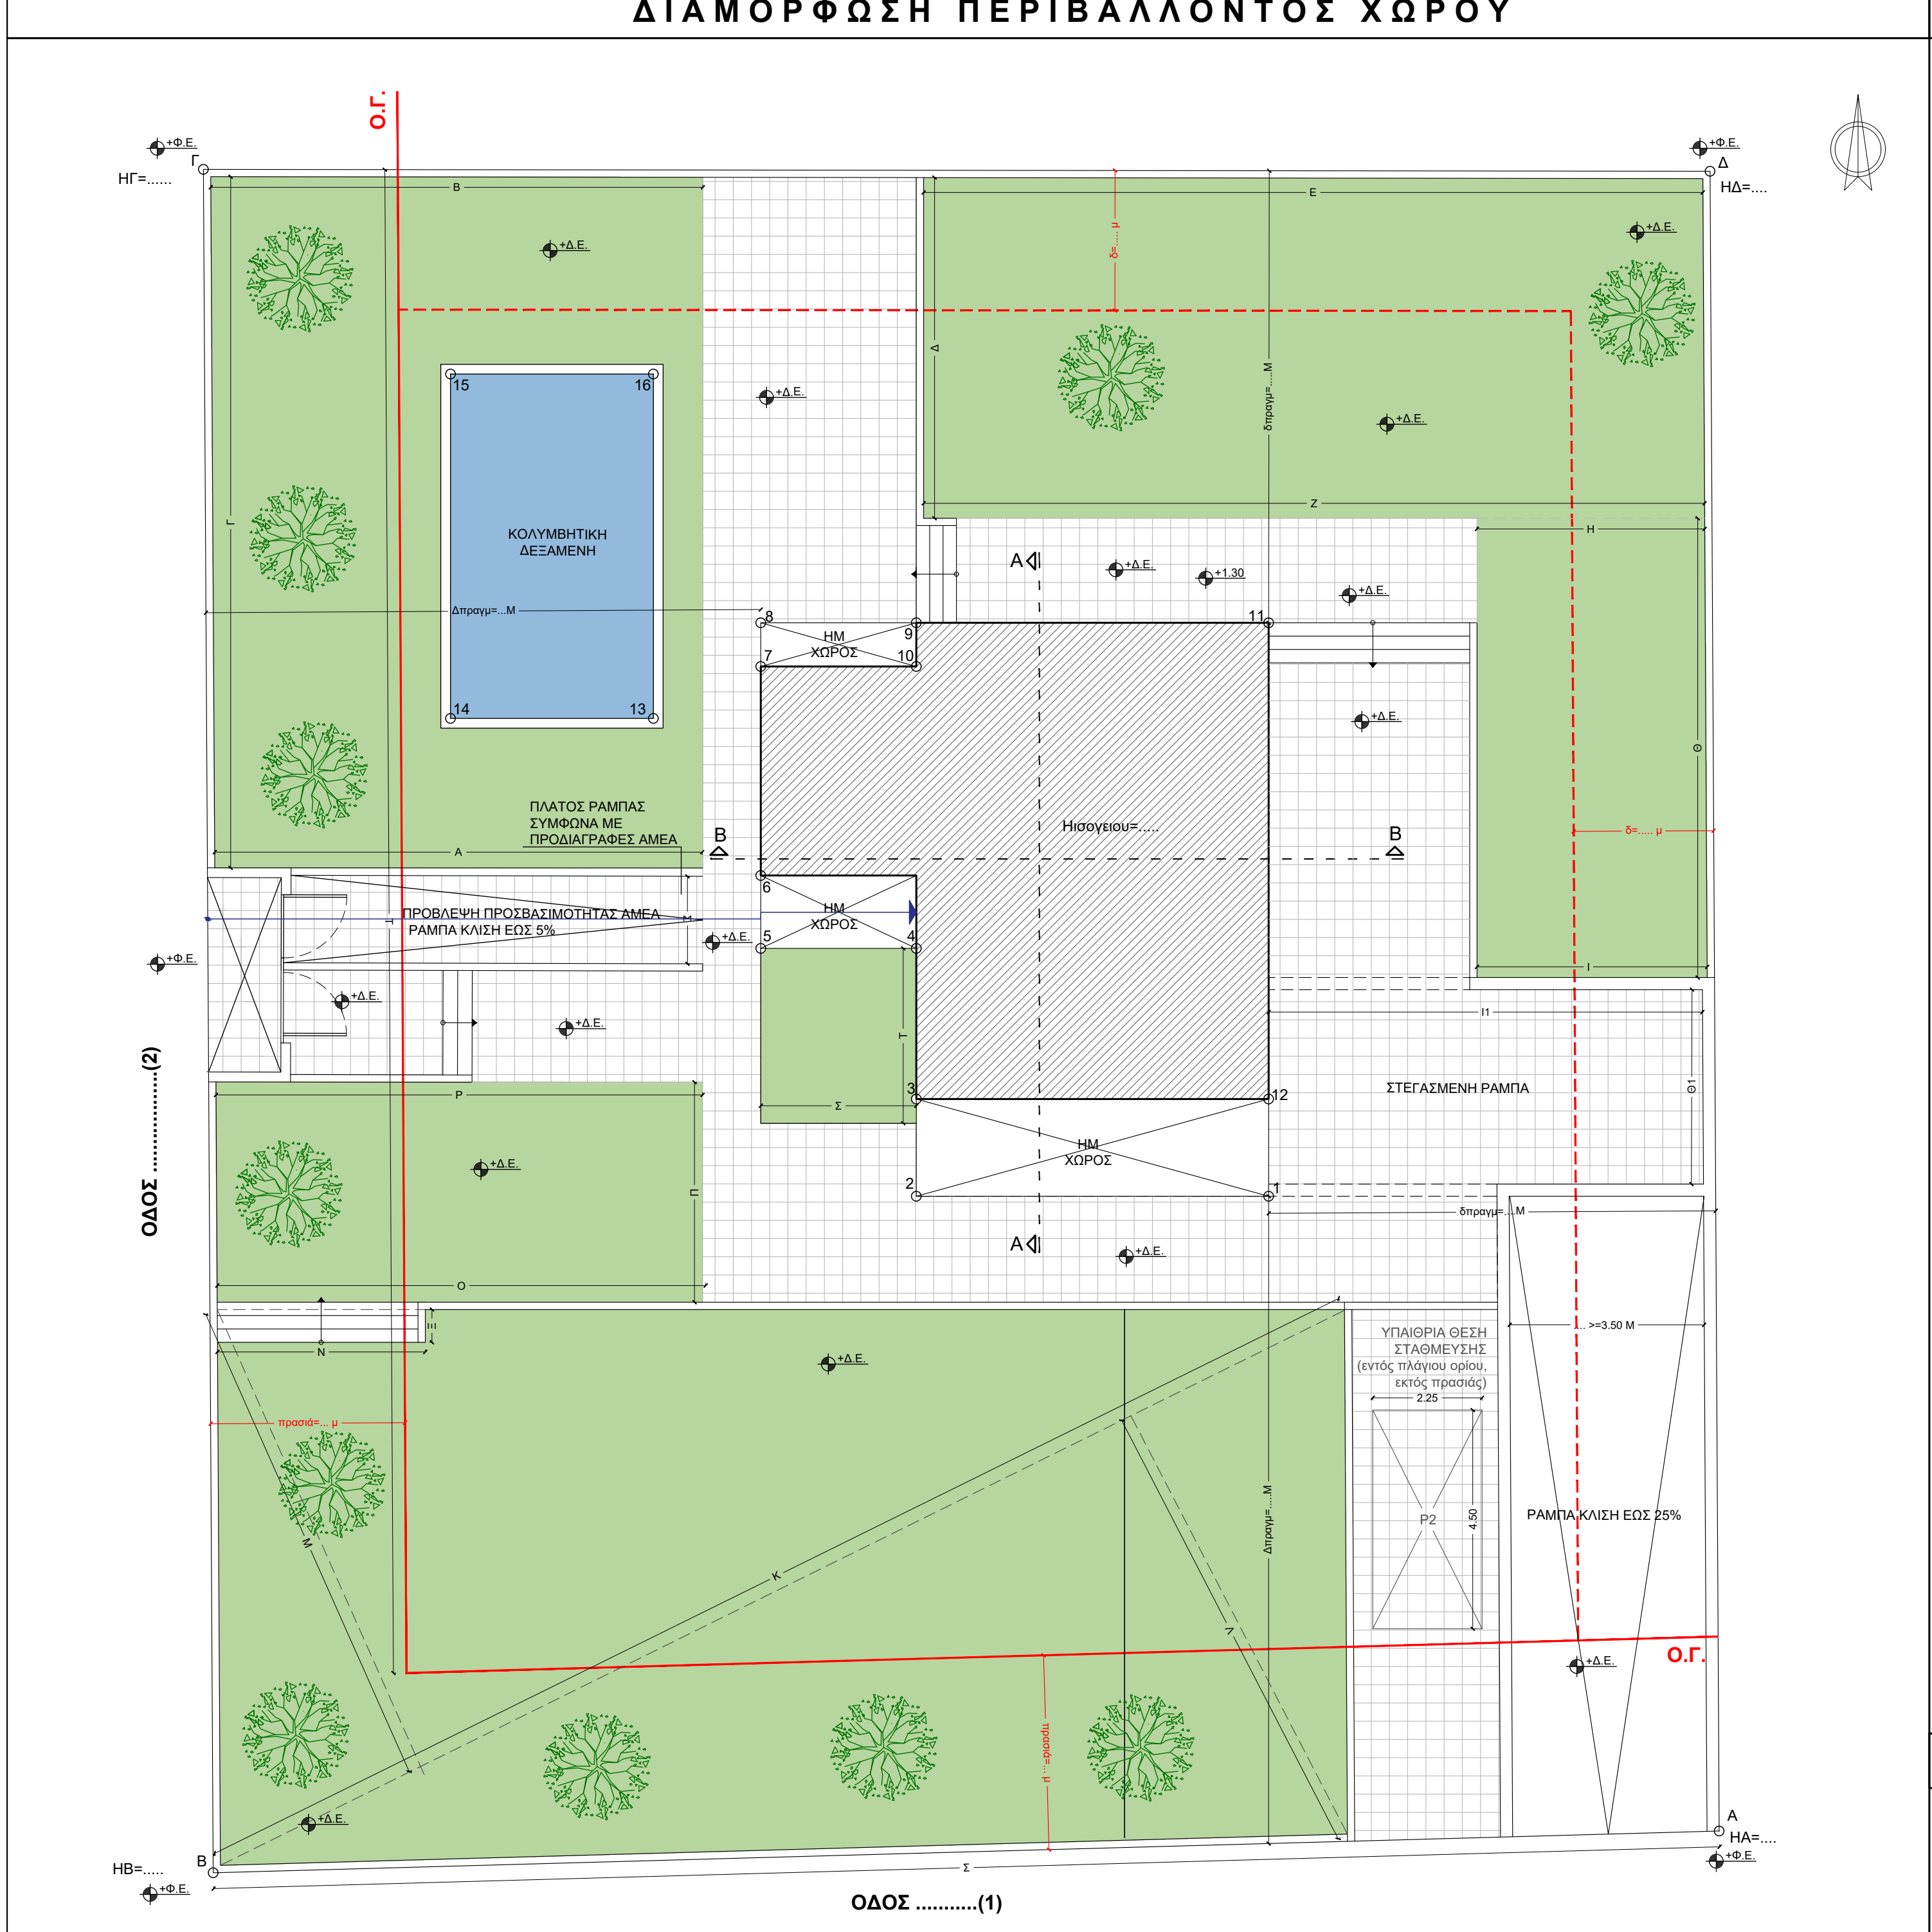 ΔΙΑΜΟΡΦΩΣΗ ΠΕΡΙΒΑΛΛΟΝΤΟΣ ΧΩΡΟΥ
Ο.Γ.
+Φ.Ε.
Γ
ΗΓ=......
+Φ.Ε.
Δ
ΗΔ=....
Β
Ε
+Δ.Ε.
+Δ.Ε.
δ=..... μ
Δ
δπραγμ=.....Μ
15
16
+Δ.Ε.
+Δ.Ε.
Γ
ΚΟΛΥΜΒΗΤΙΚΗ
ΔΕΞΑΜΕΝΗ
Ζ
Η
Α
+Δ.Ε.
+1.30
+Δ.Ε.
Δπραγμ=...Μ
8
9
11
ΗΜ
ΧΩΡΟΣ
7
10
14
13
+Δ.Ε.
Θ
ΠΛΑΤΟΣ ΡΑΜΠΑΣ
ΣΥΜΦΩΝΑ ΜΕ
ΠΡΟΔΙΑΓΡΑΦΕΣ ΑΜΕΑ
Α
Β
Ηισογειου=.....
Β
δ=..... μ
6
ΠΡΟΒΛΕΨΗ ΠΡΟΣΒΑΣΙΜΟΤΗΤΑΣ ΑΜΕΑ
ΡΑΜΠΑ ΚΛΙΣΗ ΕΩΣ 5%
Σ
Τ
ΗΜ
ΧΩΡΟΣ
5
4
+Δ.Ε.
+Φ.Ε.
Ι
+Δ.Ε.
+Δ.Ε.
Τ
Ι1
ΟΔΟΣ ...................(2)
Ρ
Σ
3
12
ΣΤΕΓΑΣΜΕΝΗ ΡΑΜΠΑ
Θ1
ΗΜ
ΧΩΡΟΣ
+Δ.Ε.
Π
2
1
δπραγμ=....Μ
Α
+Δ.Ε.
Ο
Ξ
Ν
ΥΠΑΙΘΡΙΑ ΘΕΣΗ
ΣΤΑΘΜΕΥΣΗΣ
(εντός πλάγιου ορίου,
εκτός πρασιάς)
... >=3.50 Μ
+Δ.Ε.
2.25
πρασιά=... μ
Μ
Κ
Λ
Δπραγμ=.....Μ
P2
4.50
ΡΑΜΠΑ ΚΛΙΣΗ ΕΩΣ 25%
Ο.Γ.
+Δ.Ε.
πρασιά=... μ
+Δ.Ε.
Α
ΗΑ=....
+Φ.Ε.
Β
ΗΒ=.....
+Φ.Ε.
Σ
ΟΔΟΣ ...........(1)